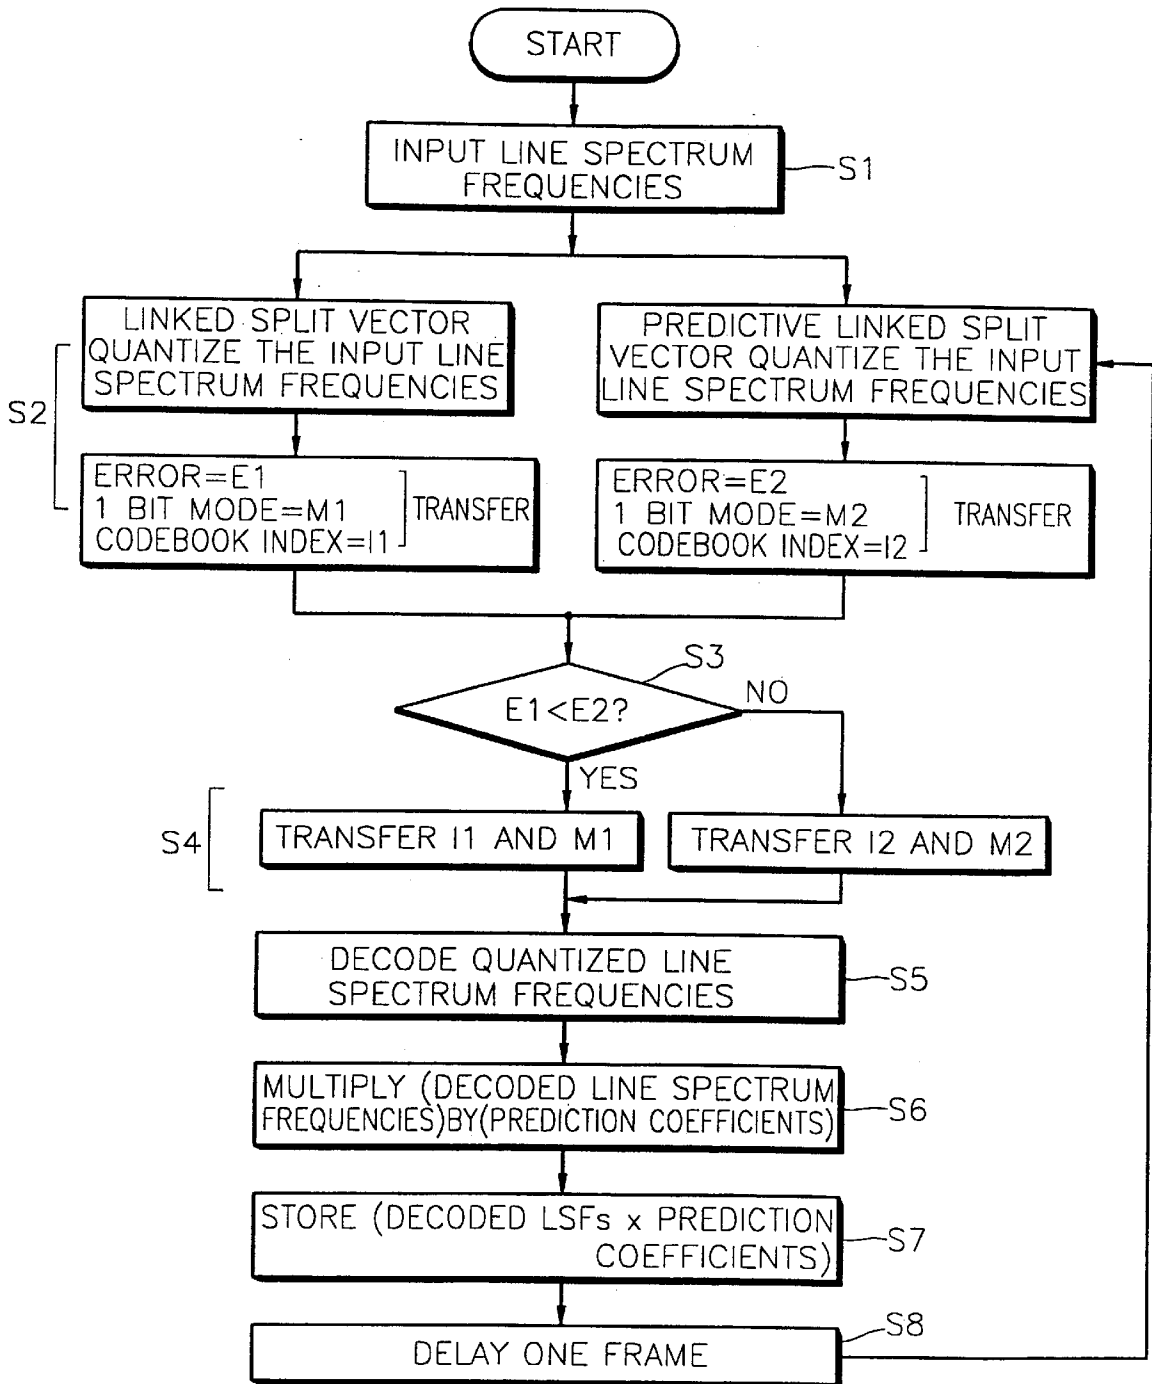 START
INPUT LINE SPECTRUM
FREQUENCIES
S1
LINKED SPLIT VECTOR
QUANTIZE THE INPUT LINE
SPECTRUM FREQUENCIES
PREDICTIVE LINKED SPLIT
VECTOR QUANTIZE THE INPUT
LINE SPECTRUM FREQUENCIES
S2
ERROR=E1
1 BIT MODE=M1
CODEBOOK INDEX=I1
TRANSFER
ERROR=E2
1 BIT MODE=M2
CODEBOOK INDEX=I2
TRANSFER
S3
E1<E2?
NO
YES
S4
TRANSFER I1 AND M1
TRANSFER I2 AND M2
DECODE QUANTIZED LINE
SPECTRUM FREQUENCIES
S5
MULTIPLY (DECODED LINE SPECTRUM
FREQUENCIES)BY(PREDICTION COEFFICIENTS)
S6
STORE (DECODED LSFs x PREDICTION
COEFFICIENTS)
S7
S8
DELAY ONE FRAME